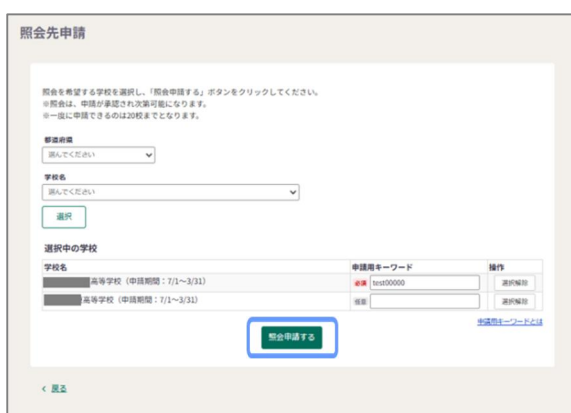 照会先申請
照会を希望する学校を選択し、「照会申請する」ボタンをクリックしてください。
※照会は、申請が承認され次第可能になります。
※一度に申請できるのは20校までとなります。
都道府県
選んでください
学校名
選んでください
選択
選択中の学校
学校名 申請用キーワード 操作
高等学校（申請期間：7/1～3/31） 必須 test00000 選択解除
高等学校（申請期間：7/1～3/31） 任意 選択解除
申請用キーワードとは
照会申請する
< 戻る